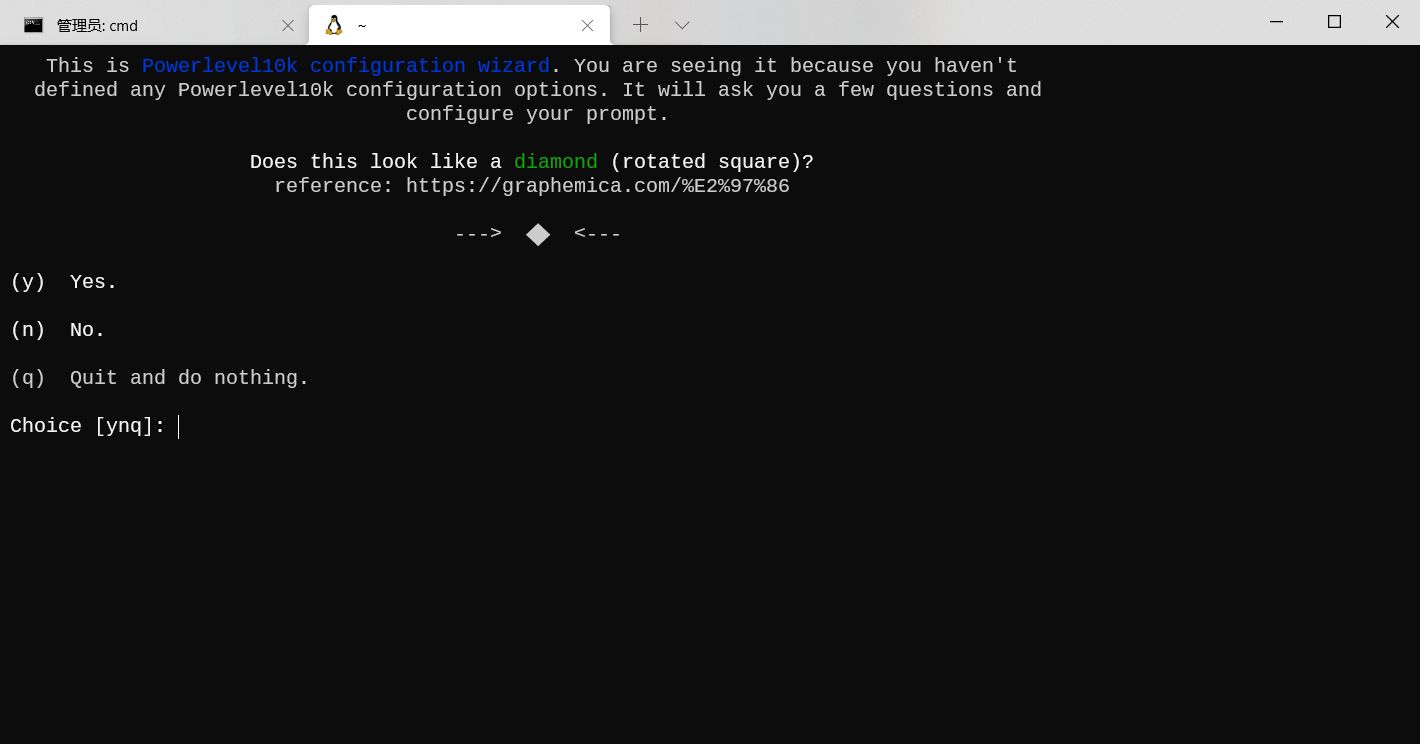 管理员: cmd
~
This is Powerlevel10k configuration wizard. You are seeing it because you haven't
defined any Powerlevel10k configuration options. It will ask you a few questions and
configure your prompt.
Does this look like a diamond (rotated square)?
reference: https://graphemica.com/%E2%97%86
---> ◆ <---
(y) Yes.
(n) No.
(q) Quit and do nothing.
Choice [ynq]: